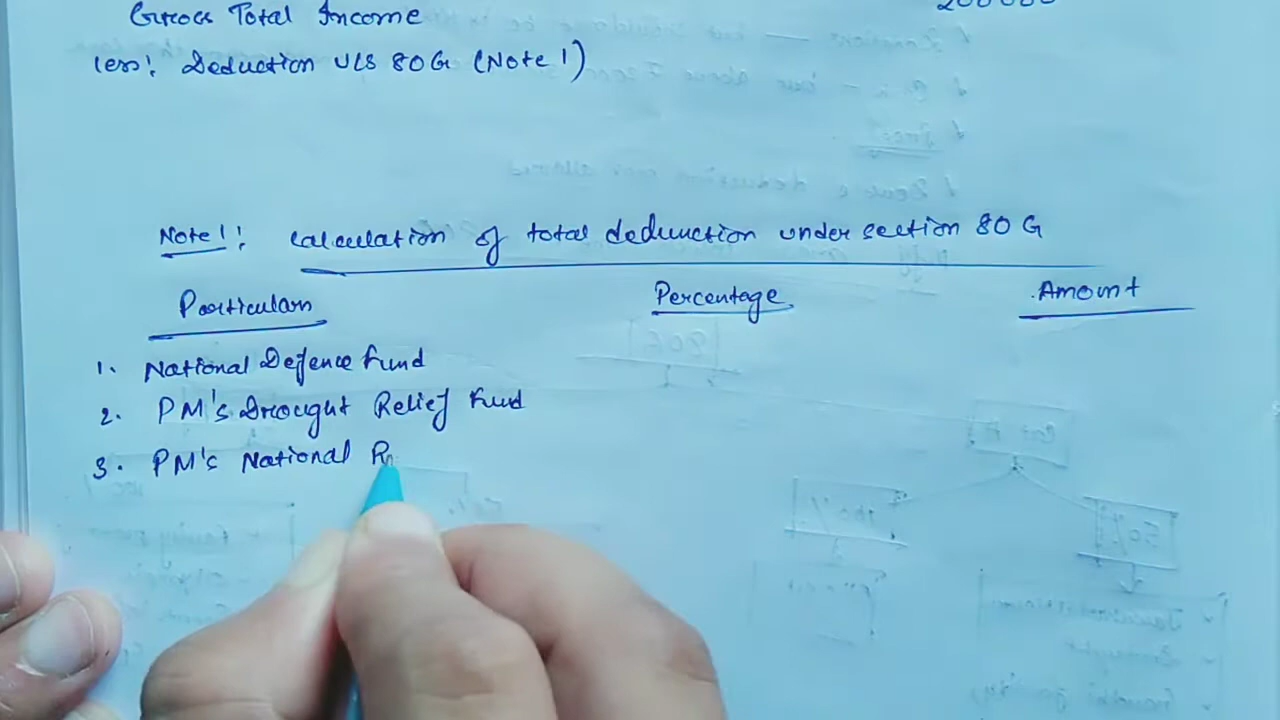 Gross Total Income
less: Deduction U/S 80G (Note 1)
Note 1: Calculation of total deduction under section 80 G
Particulars Percentage Amount
1. National Defence Fund
2. PM's Drought Relief Fund
3. PM's National R